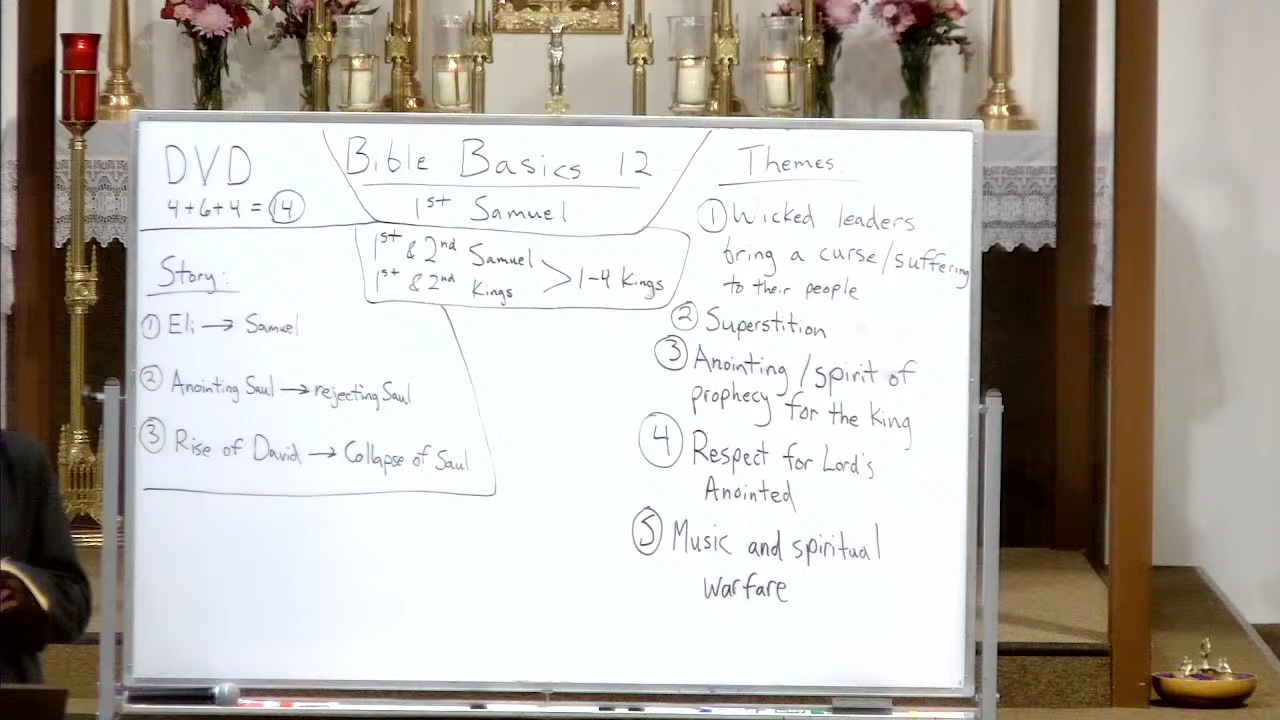 DVD
4+6+4 = 14
Bible Basics 12
1st Samuel
1st & 2nd Samuel
1st & 2nd Kings
> 1-4 Kings
Story:
① Eli → Samuel
② Anointing Saul → rejecting Saul
③ Rise of David → Collapse of Saul
Themes
① Wicked leaders
bring a curse/suffering
to their people
② Superstition
③ Anointing / spirit of
prophecy for the king
④ Respect for Lord's
Anointed
⑤ Music and spiritual
warfare